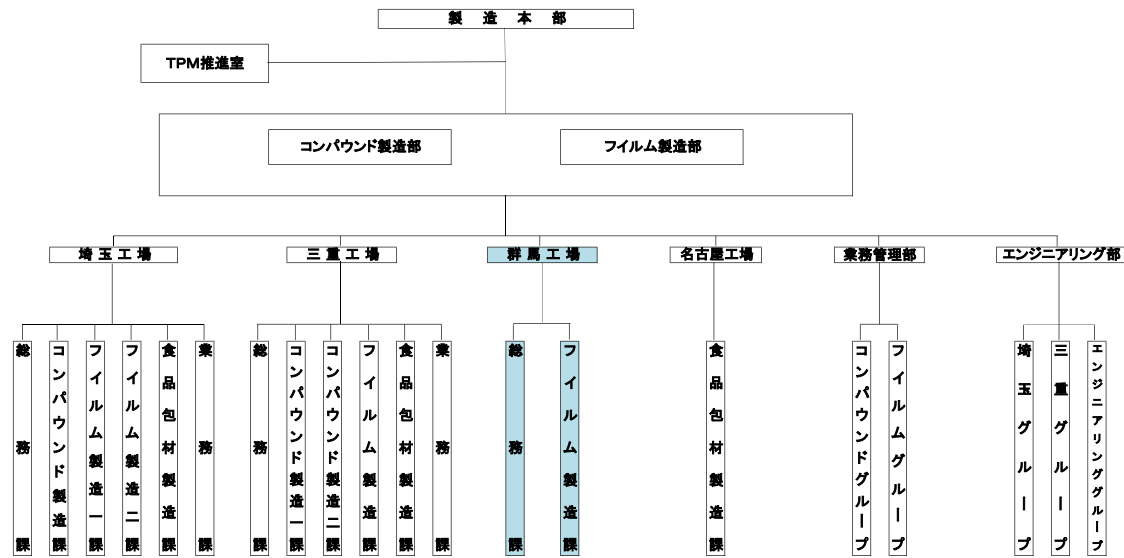 製造本部
TPM推進室
コンパウンド製造部
フイルム製造部
埼玉工場
三重工場
群馬工場
名古屋工場
業務管理部
エンジニアリング部
総務課
コンパウンド製造課
フイルム製造一課
フイルム製造二課
食品包材製造課
業務課
総務課
コンパウンド製造一課
コンパウンド製造二課
フイルム製造課
食品包材製造課
業務課
総務課
フイルム製造課
食品包材製造課
コンパウンドグループ
フイルムグループ
埼玉グループ
三重グループ
エンジニアリンググループ